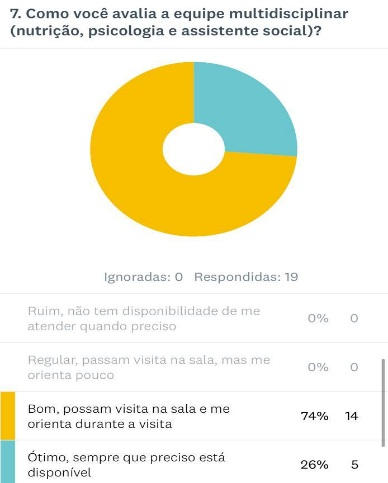 7. Como você avalia a equipe multidisciplinar
(nutrição, psicologia e assistente social)?
Ignoradas: 0 Respondidas: 19
Ruim, não tem disponibilidade de me
atender quando preciso
0% 0
Regular, passam visita na sala, mas me
orienta pouco
0% 0
Bom, possam visita na sala e me
orienta durante a visita
74% 14
Ótimo, sempre que preciso está
disponível
26% 5